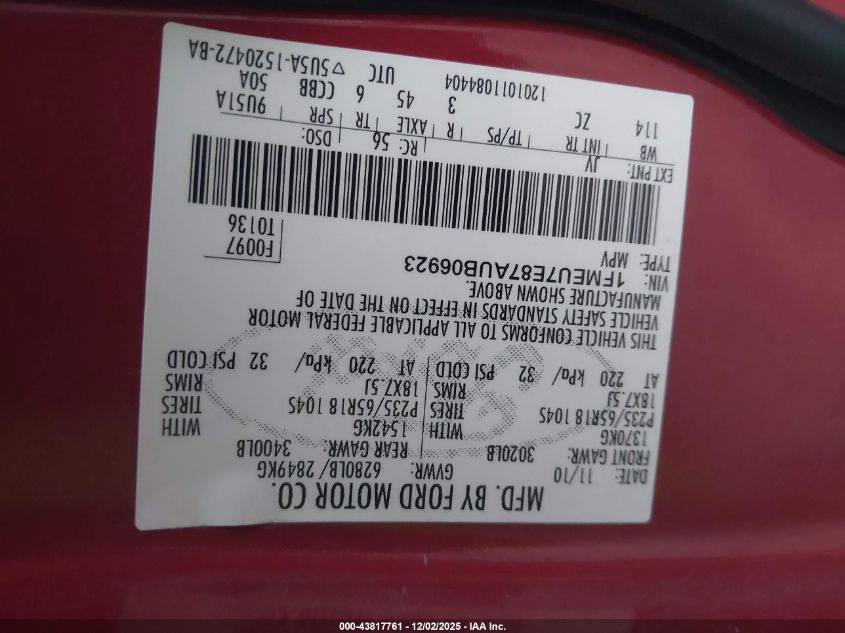 MFD. BY FORD MOTOR CO.
DATE: 11/10 GVWR: 6280LB/ 2849KG
FRONT GAWR: 3020LB REAR GAWR: 3400LB
1370KG WITH 1542KG WITH
P235/65R18 104S TIRES P235/65R18 104S TIRES
18X7.5J RIMS 18X7.5J RIMS
AT 220 kPa/ 32 PSI COLD AT 220 kPa/ 32 PSI COLD
THIS VEHICLE CONFORMS TO ALL APPLICABLE FEDERAL MOTOR
VEHICLE SAFETY STANDARDS IN EFFECT ON THE DATE OF
MANUFACTURE SHOWN ABOVE.
VIN: 1FMEU7E87AUB06923
TYPE: MPV
F0097
T0136
EXT PNT: JV RC: 56 DSO:
WB INT TR TP/PS R AXLE TR SPR
114 ZC 3 45 6 CCBB 9U51A
50A
1201011084404 UTC ▽5U5A-1520472-BA
000-43817761 - 12/02/2025 - IAA Inc.